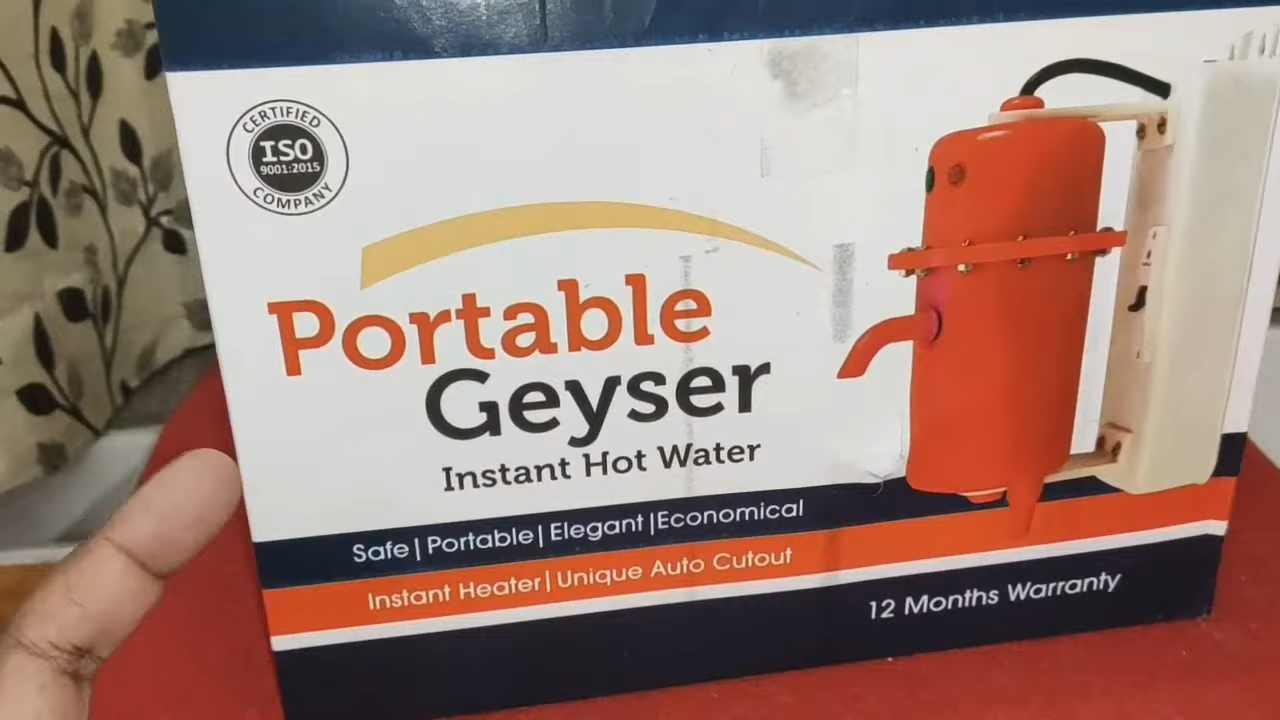 CERTIFIED
ISO
9001:2015
COMPANY
Portable
Geyser
Instant Hot Water
Safe | Portable | Elegant | Economical
Instant Heater | Unique Auto Cutout
12 Months Warranty